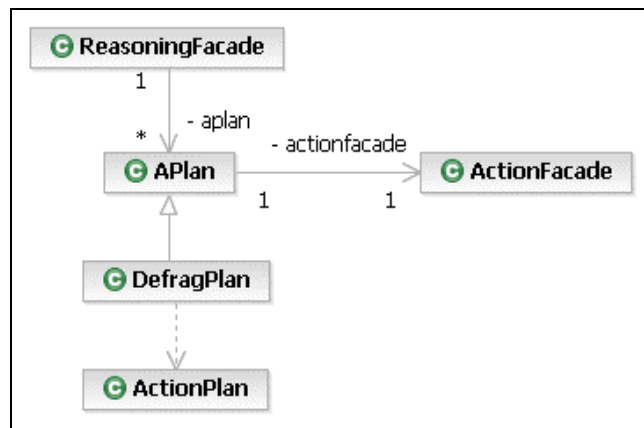 C ReasoningFacade
1
- aplan
*
- actionfacade
C APlan
C ActionFacade
1
1
C DefragPlan
C ActionPlan